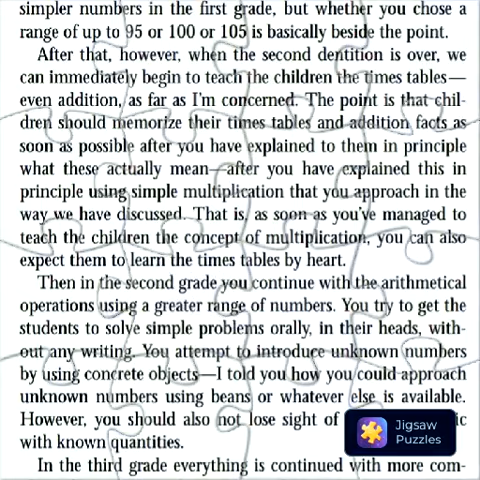 simpler numbers in the first grade, but whether you chose a
range of up to 95 or 100 or 105 is basically beside the point.
After that, however, when the second dentition is over, we
can immediately begin to teach the children the times tables—
even addition, as far as I'm concerned. The point is that chil-
dren should memorize their times tables and addition facts as
soon as possible after you have explained to them in principle
what these actually mean—after you have explained this in
principle using simple multiplication that you approach in the
way we have discussed. That is, as soon as you've managed to
teach the children the concept of multiplication, you can also
expect them to learn the times tables by heart.
Then in the second grade you continue with the arithmetical
operations using a greater range of numbers. You try to get the
students to solve simple problems orally, in their heads, with-
out any writing. You attempt to introduce unknown numbers
by using concrete objects—I told you how you could approach
unknown numbers using beans or whatever else is available.
However, you should also not lose sight of ic
with known quantities.
In the third grade everything is continued with more com-
Jigsaw
Puzzles